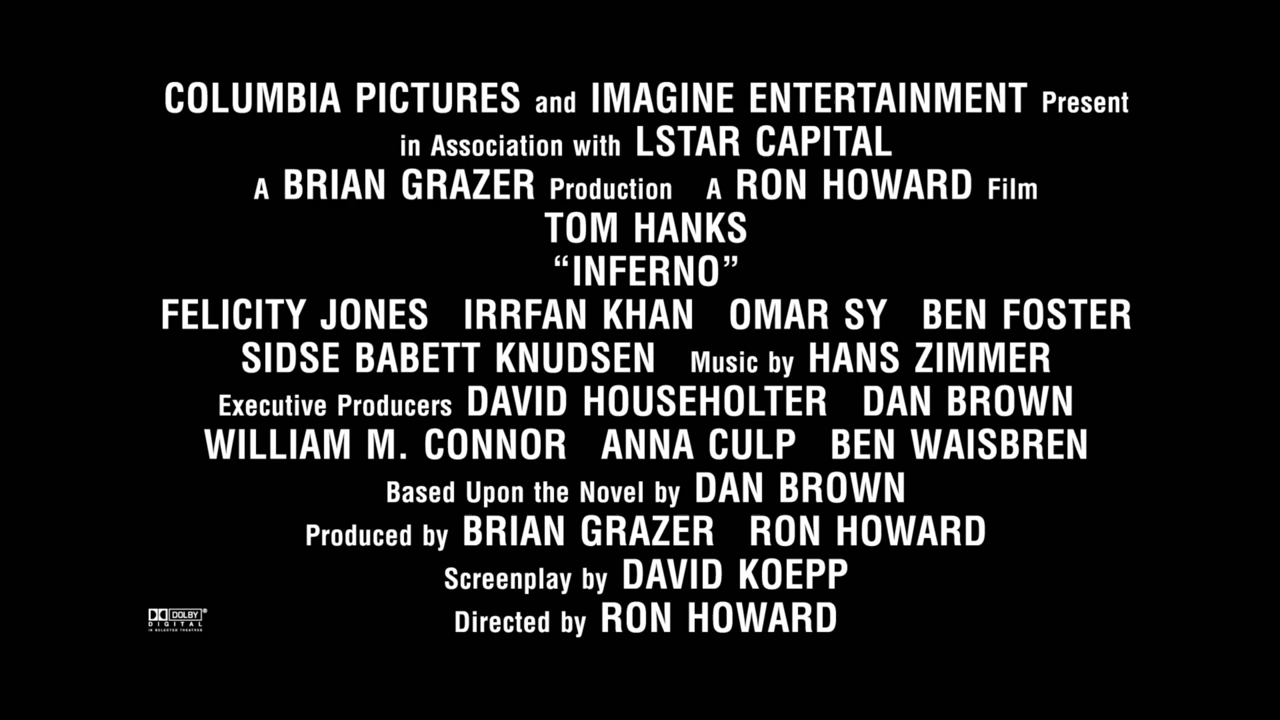 COLUMBIA PICTURES and IMAGINE ENTERTAINMENT Present
in Association with LSTAR CAPITAL
A BRIAN GRAZER Production A RON HOWARD Film
TOM HANKS
“INFERNO”
FELICITY JONES IRRFAN KHAN OMAR SY BEN FOSTER
SIDSE BABETT KNUDSEN Music by HANS ZIMMER
Executive Producers DAVID HOUSEHOLTER DAN BROWN
WILLIAM M. CONNOR ANNA CULP BEN WAISBREN
Based Upon the Novel by DAN BROWN
Produced by BRIAN GRAZER RON HOWARD
Screenplay by DAVID KOEPP
Directed by RON HOWARD
DOLBY®
DIGITAL
IN SELECTED THEATRES